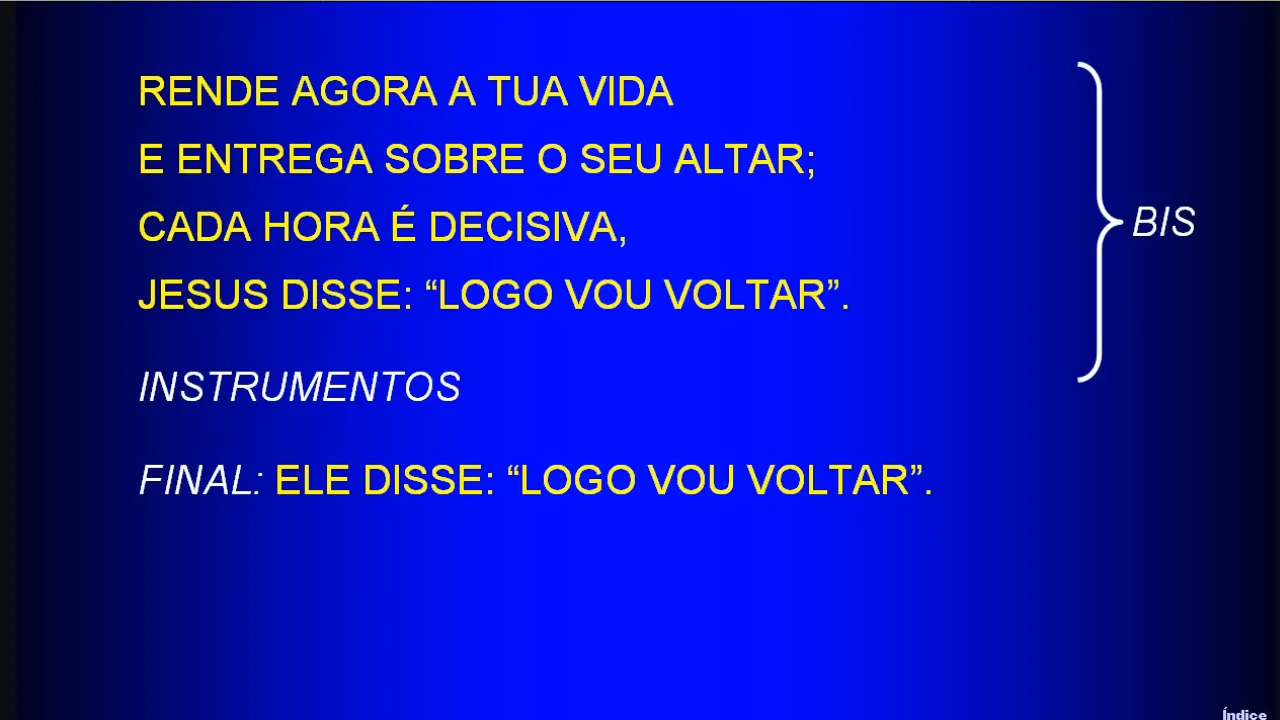 RENDE AGORA A TUA VIDA
E ENTREGA SOBRE O SEU ALTAR;
CADA HORA É DECISIVA,
JESUS DISSE: “LOGO VOU VOLTAR”.
BIS
INSTRUMENTOS
FINAL: ELE DISSE: “LOGO VOU VOLTAR”.
Índice